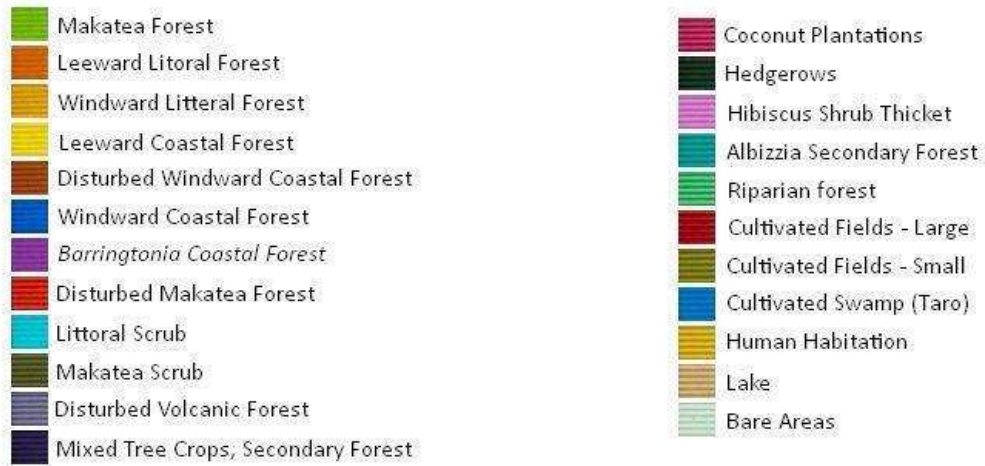 Makatea Forest
Leeward Litoral Forest
Windward Litteral Forest
Leeward Coastal Forest
Disturbed Windward Coastal Forest
Windward Coastal Forest
Barringtonia Coastal Forest
Disturbed Makatea Forest
Littoral Scrub
Makatea Scrub
Disturbed Volcanic Forest
Mixed Tree Crops, Secondary Forest
Coconut Plantations
Hedgerows
Hibiscus Shrub Thicket
Albizzia Secondary Forest
Riparian forest
Cultivated Fields - Large
Cultivated Fields - Small
Cultivated Swamp (Taro)
Human Habitation
Lake
Bare Areas